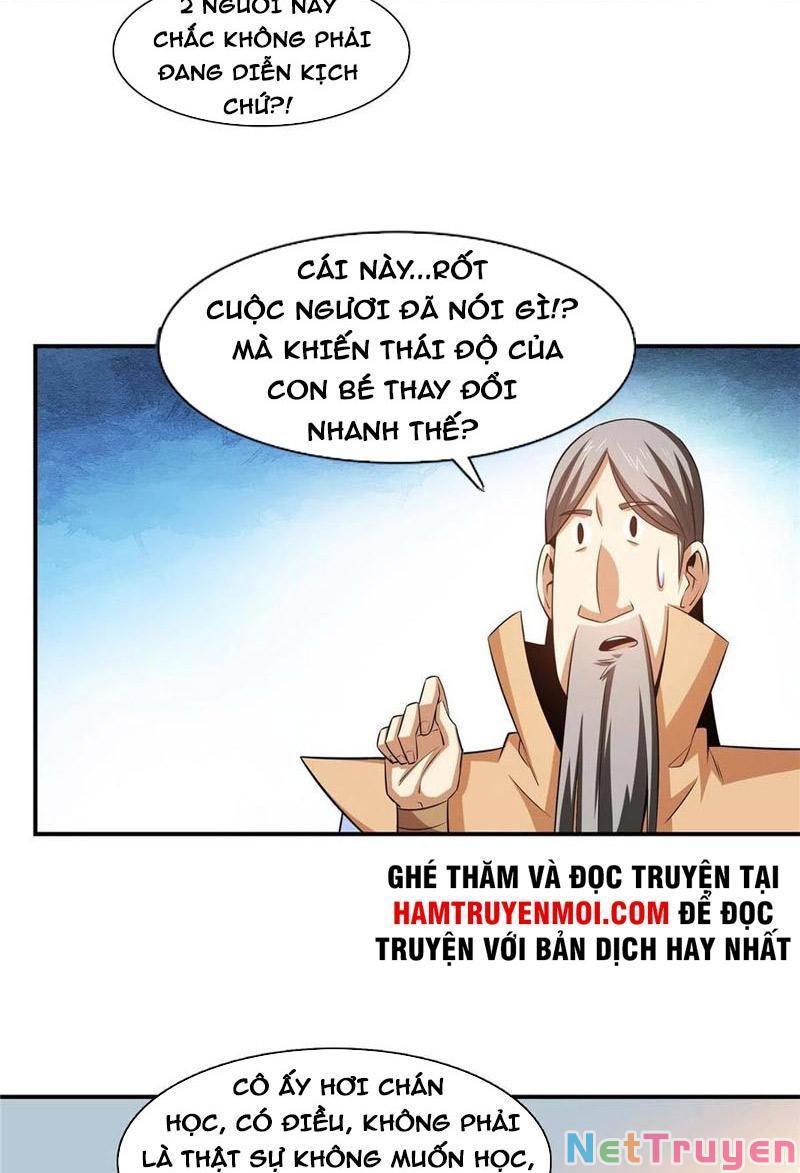 2 NGƯỜI NÀY
CHẮC KHÔNG PHẢI
ĐANG DIỄN KỊCH
CHỨ?!
CÁI NÀY...RỐT
CUỘC NGƯƠI ĐÃ NÓI GÌ!?
MÀ KHIẾN THÁI ĐỘ CỦA
CON BÉ THAY ĐỔI
NHANH THẾ?
GHÉ THĂM VÀ ĐỌC TRUYỆN TẠI
HAMTRUYENMOI.COM ĐỂ ĐỌC
TRUYỆN VỚI BẢN DỊCH HAY NHẤT
CÔ ẤY HƠI CHÁN
HỌC, CÓ ĐIỀU, KHÔNG PHẢI
LÀ THẬT SỰ KHÔNG MUỐN HỌC,
NetTruyen